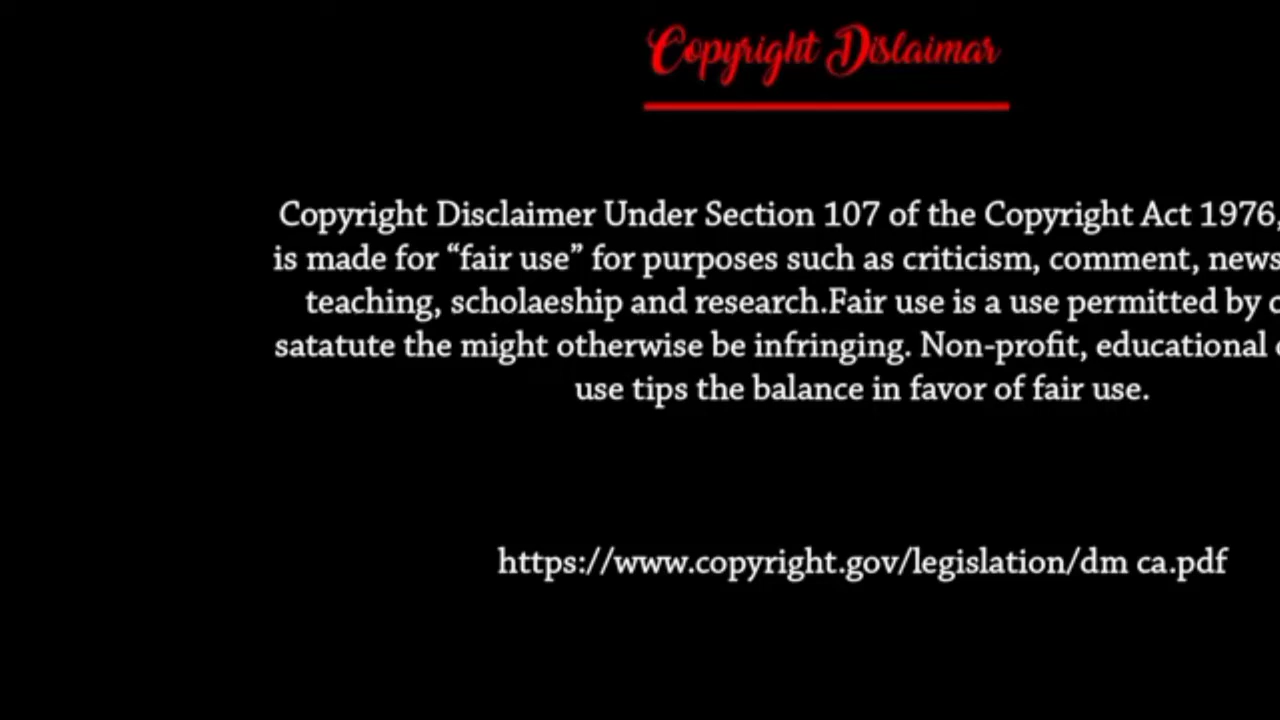 Copyright Dislaimar
Copyright Disclaimer Under Section 107 of the Copyright Act 1976,
is made for “fair use” for purposes such as criticism, comment, news
teaching, scholaeship and research.Fair use is a use permitted by
satatute the might otherwise be infringing. Non-profit, educational
use tips the balance in favor of fair use.
https://www.copyright.gov/legislation/dm ca.pdf